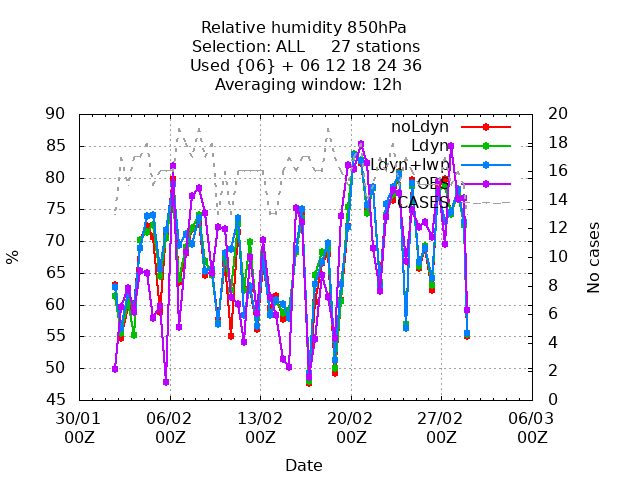 Relative humidity 850hPa
Selection: ALL 27 stations
Used {06} + 06 12 18 24 36
Averaging window: 12h
90
85
80
75
70
65
60
55
50
45
%
20
18
16
14
12
10
8
6
4
2
0
No cases
noLdyn
Ldyn
Ldyn+lwp
OBS
CASES
30/01 06/02 13/02 20/02 27/02 06/03
00Z 00Z 00Z 00Z 00Z 00Z
Date